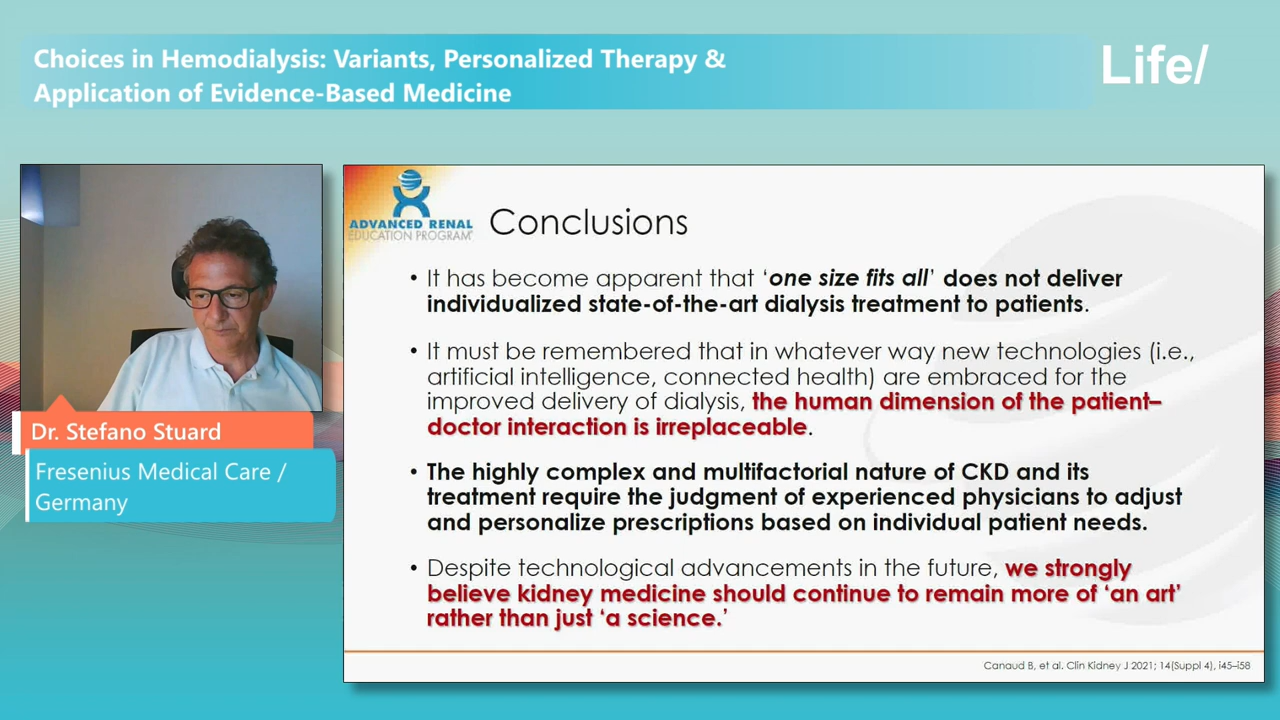 Choices in Hemodialysis: Variants, Personalized Therapy &
Application of Evidence-Based Medicine
Life/
Dr. Stefano Stuard
Fresenius Medical Care /
Germany
ADVANCED RENAL
EDUCATION PROGRAM®
Conclusions
• It has become apparent that ‘one size fits all’ does not deliver
individualized state-of-the-art dialysis treatment to patients.
• It must be remembered that in whatever way new technologies (i.e.,
artificial intelligence, connected health) are embraced for the
improved delivery of dialysis, the human dimension of the patient–
doctor interaction is irreplaceable.
• The highly complex and multifactorial nature of CKD and its
treatment require the judgment of experienced physicians to adjust
and personalize prescriptions based on individual patient needs.
• Despite technological advancements in the future, we strongly
believe kidney medicine should continue to remain more of ‘an art’
rather than just ‘a science.’
Canaud B, et al. Clin Kidney J 2021; 14(Suppl 4), i45–i58